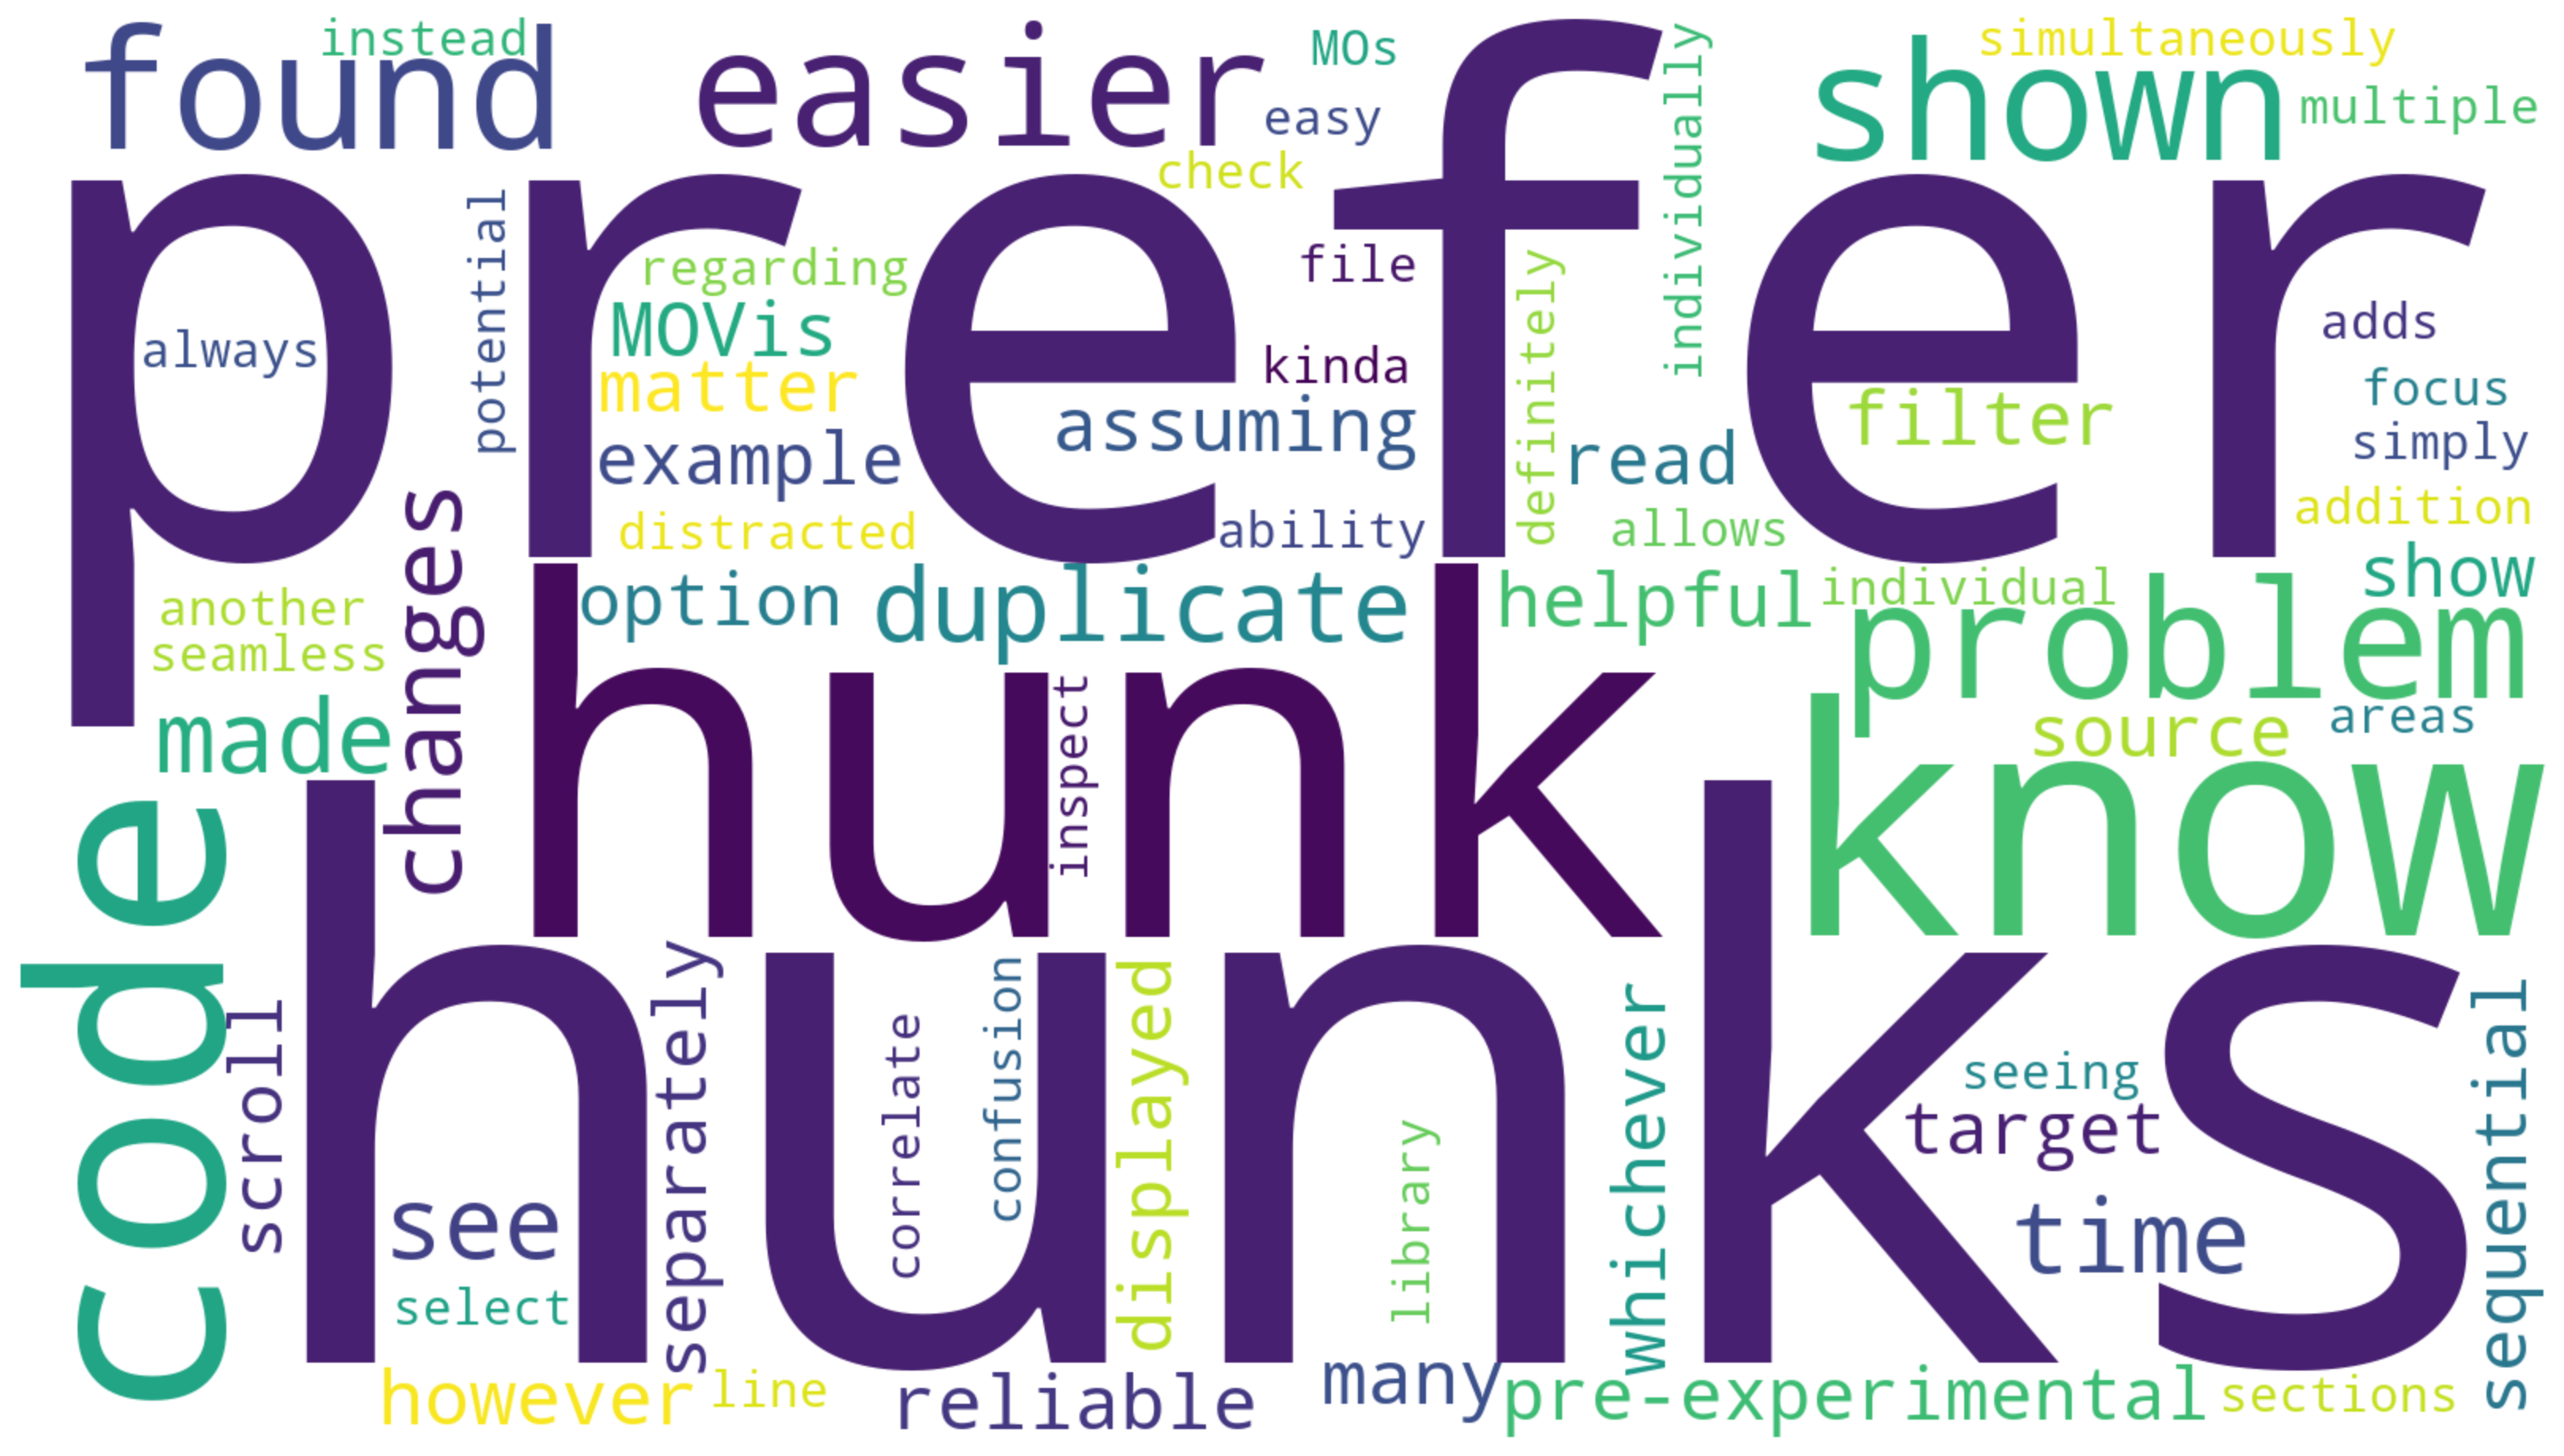 instead
found
easier
MOs
easy
check
individually
simultaneously
shown
multiple
prefer
always
potential
regarding
MOVis
matter
example
distracted
file
kinda
assuming
ability
definitely
read
allows
filter
adds
focus
simply
addition
show
another
seamless
made
changes
option
duplicate
helpful
individual
problem
source
areas
hunk
inspect
know
code
scroll
hunks
see
select
separately
correlate
confusion
displayed
library
whichever
seeing
target
time
sequential
however
line
reliable
many
pre-experimental
sections